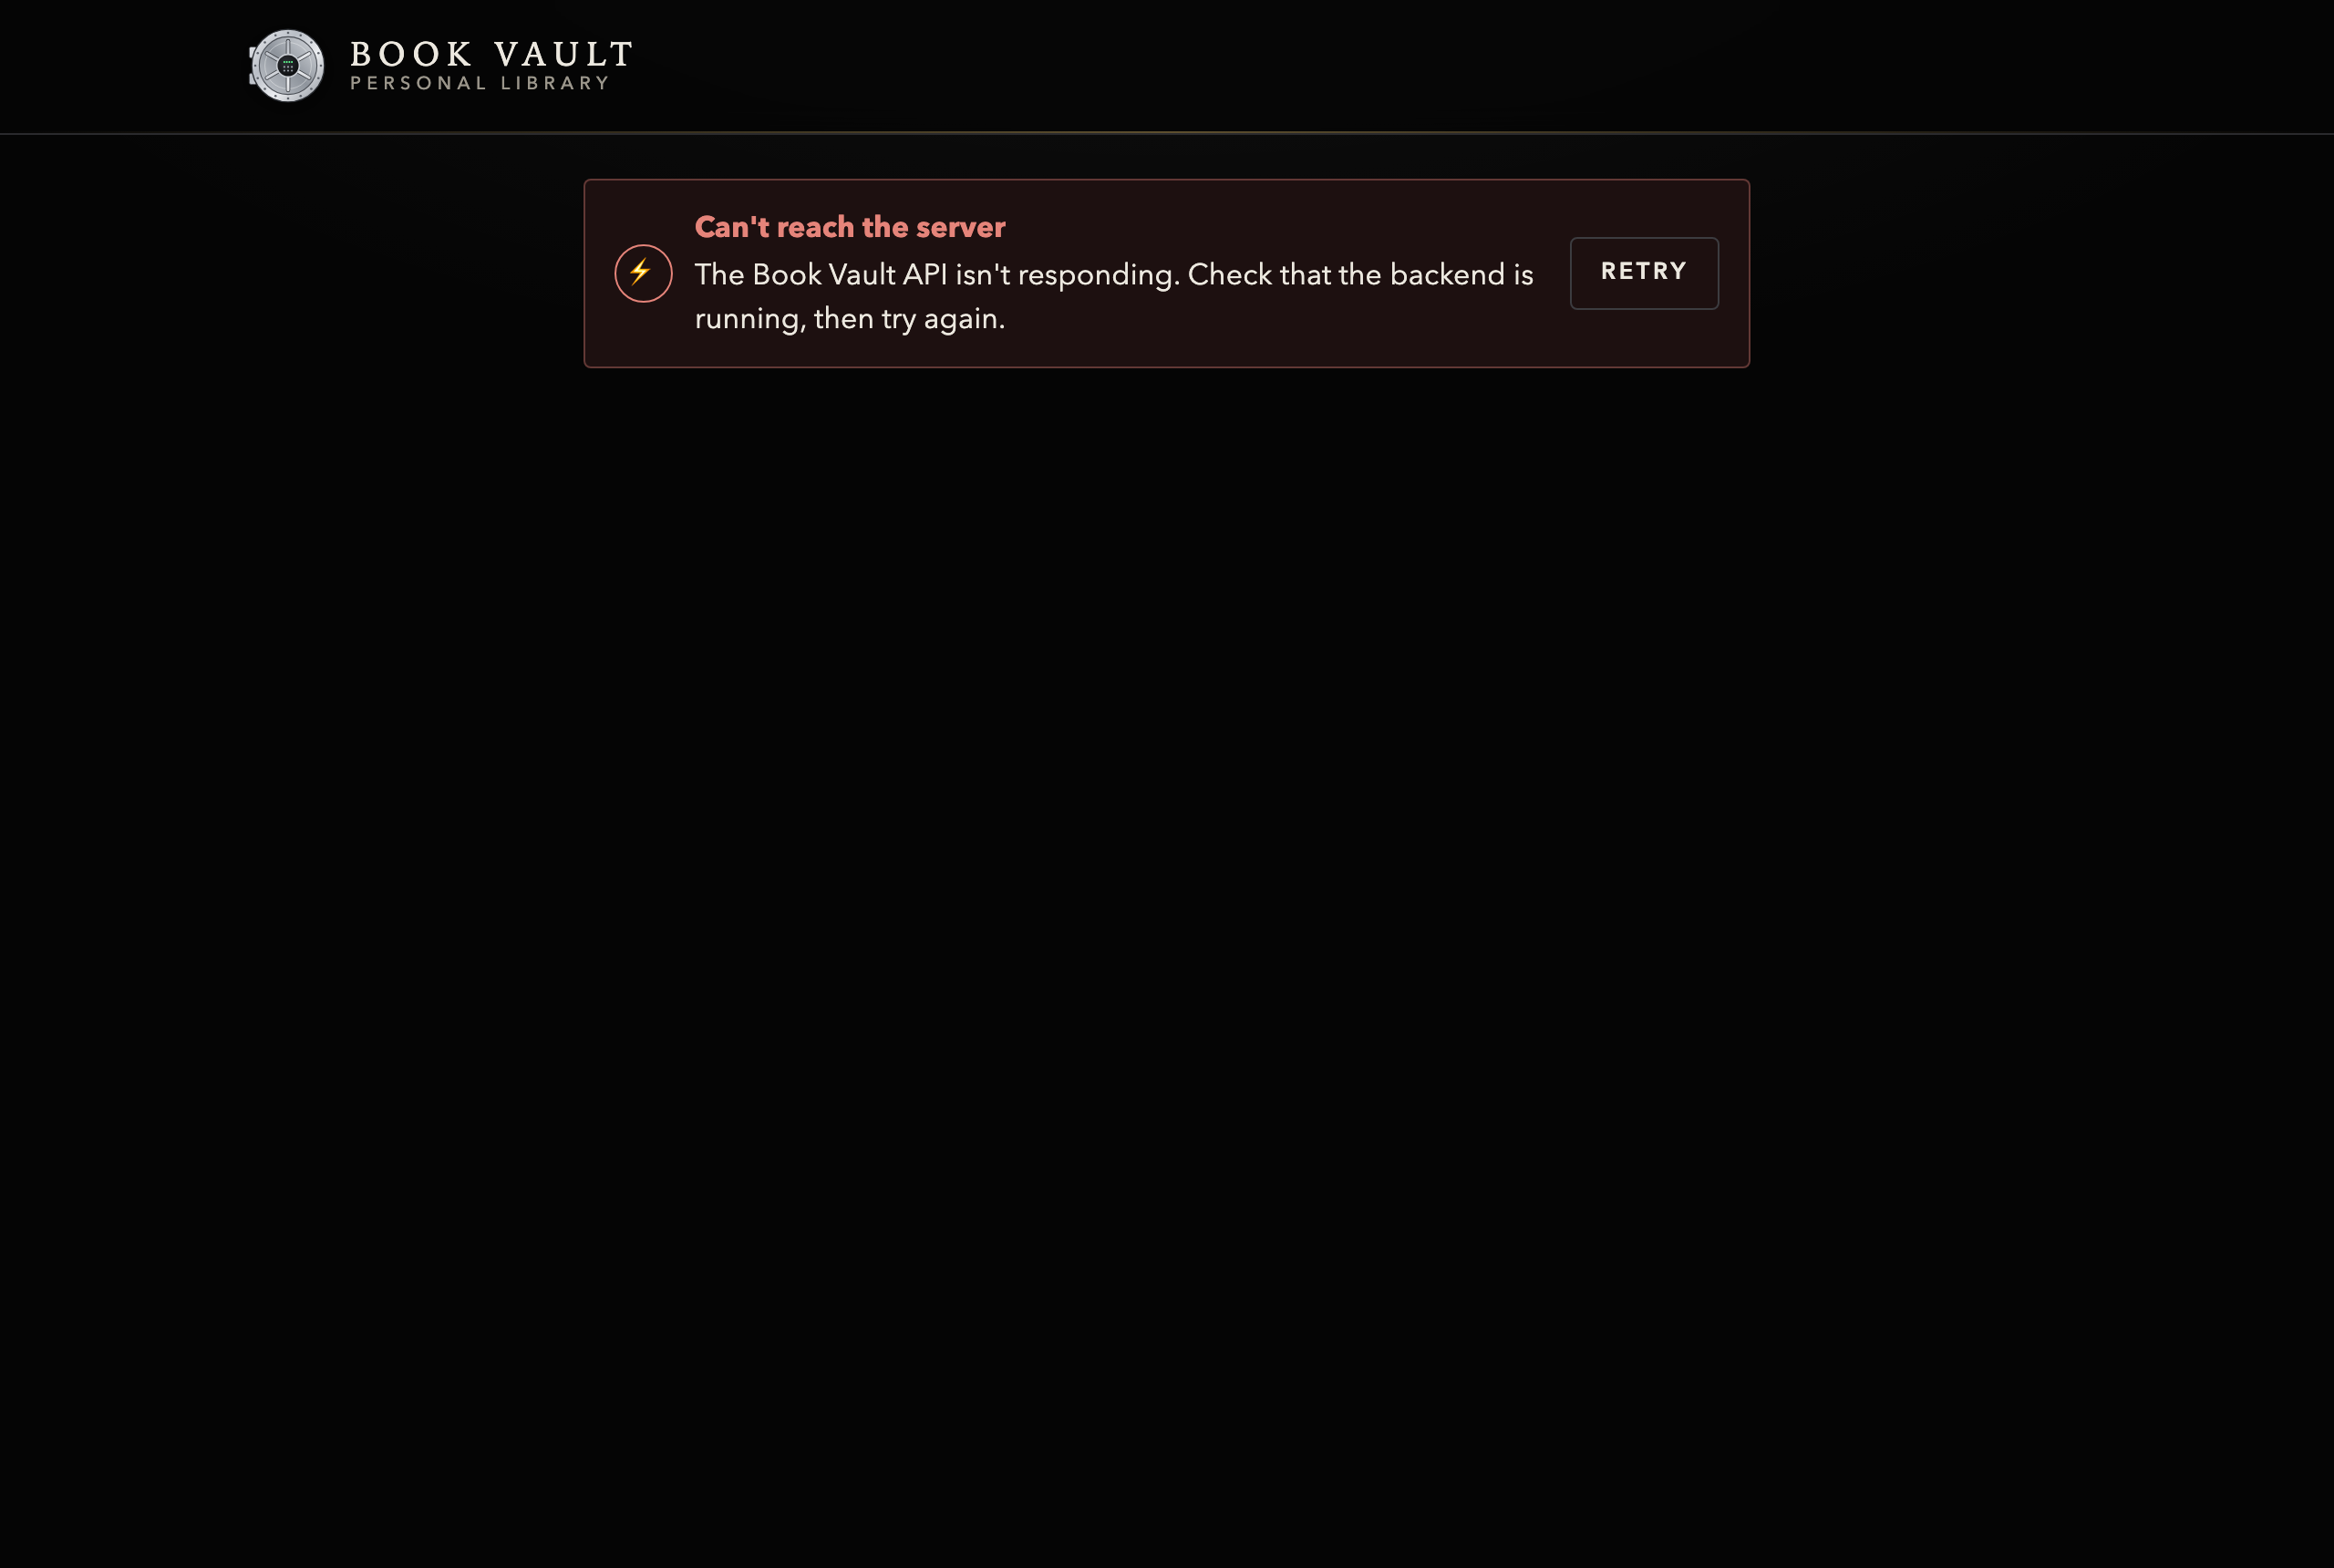 BOOK VAULT
PERSONAL LIBRARY
Can't reach the server
The Book Vault API isn't responding. Check that the backend is
running, then try again.
RETRY